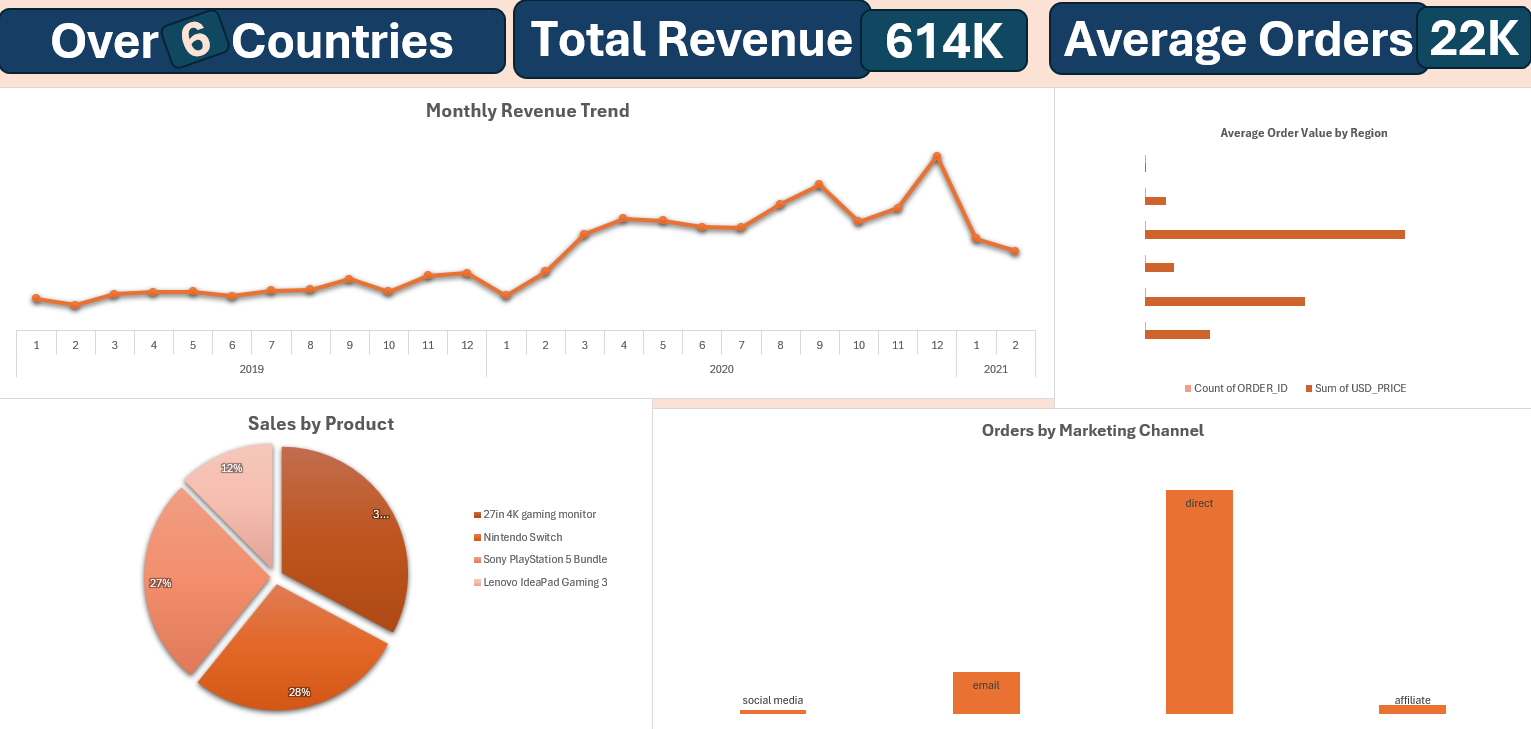 Over 6 Countries
Total Revenue 614K
Average Orders 22K
Monthly Revenue Trend
1 2 3 4 5 6 7 8 9 10 11 12 1 2 3 4 5 6 7 8 9 10 11 12 1 2
2019 2020 2021
Average Order Value by Region
Count of ORDER_ID Sum of USD_PRICE
Sales by Product
12%
3...
27%
28%
27in 4K gaming monitor
Nintendo Switch
Sony PlayStation 5 Bundle
Lenovo IdeaPad Gaming 3
Orders by Marketing Channel
direct
email
social media
affiliate